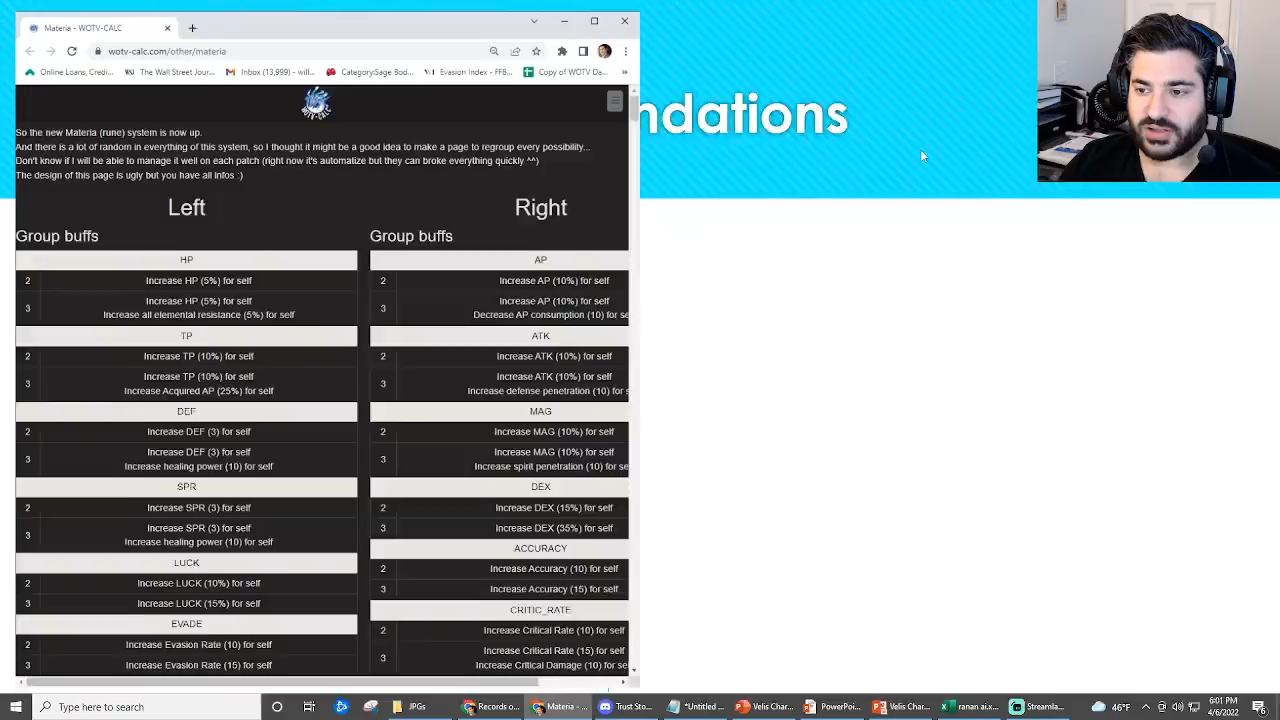 Materia - WOTV-CALC
wotv-calc.com/other/materia
Online Loans, Credi...
The Wall Street Jour...
Inbox (13,999) - will...
Category:Sage Bod...
Evasion Index - FFB...
Copy of WOTV Da...
WOTV-CALC
ndations
So the new Materia (rune) system is now up.
And there is a lot of random in everything of this system, so I thought it might be a good idea to make a page to regroup every possibility...
Don't know if I will be able to manage it well on each patch (right now it's automatize but they can broke everything quickly ^^)
The design of this page is ugly but you have all infos :)
Left
Group buffs
HP
2 Increase HP (5%) for self
3 Increase HP (5%) for self
Increase all elemental resistance (5%) for self
TP
2 Increase TP (10%) for self
3 Increase TP (10%) for self
Increase Acquired AP (25%) for self
DEF
2 Increase DEF (3) for self
3 Increase DEF (3) for self
Increase healing power (10) for self
SPR
2 Increase SPR (3) for self
3 Increase SPR (3) for self
Increase healing power (10) for self
LUCK
2 Increase LUCK (10%) for self
3 Increase LUCK (15%) for self
EVADE
2 Increase Evasion Rate (10) for self
3 Increase Evasion Rate (15) for self
Right
Group buffs
AP
2 Increase AP (10%) for self
3 Increase AP (10%) for self
Decrease AP consumption (10) for se
ATK
2 Increase ATK (10%) for self
3 Increase ATK (10%) for self
Increase defense penetration (10) for s
MAG
2 Increase MAG (10%) for self
3 Increase MAG (10%) for self
Increase spirit penetration (10) for se
DEX
2 Increase DEX (15%) for self
3 Increase DEX (35%) for self
ACCURACY
2 Increase Accuracy (10) for self
3 Increase Accuracy (15) for self
CRITIC_RATE
2 Increase Critical Rate (10) for self
3 Increase Critical Rate (15) for self
Increase Critical Damage (10) for se
Type here to search
JPGs
Records o...
Materia - ...
Trust Sto...
*Untitled ...
Velis Char...
PowerPoi...
Velis Char...
ranan ai.x...
Streamla...
46°F
6:01 PM
4/6/2022